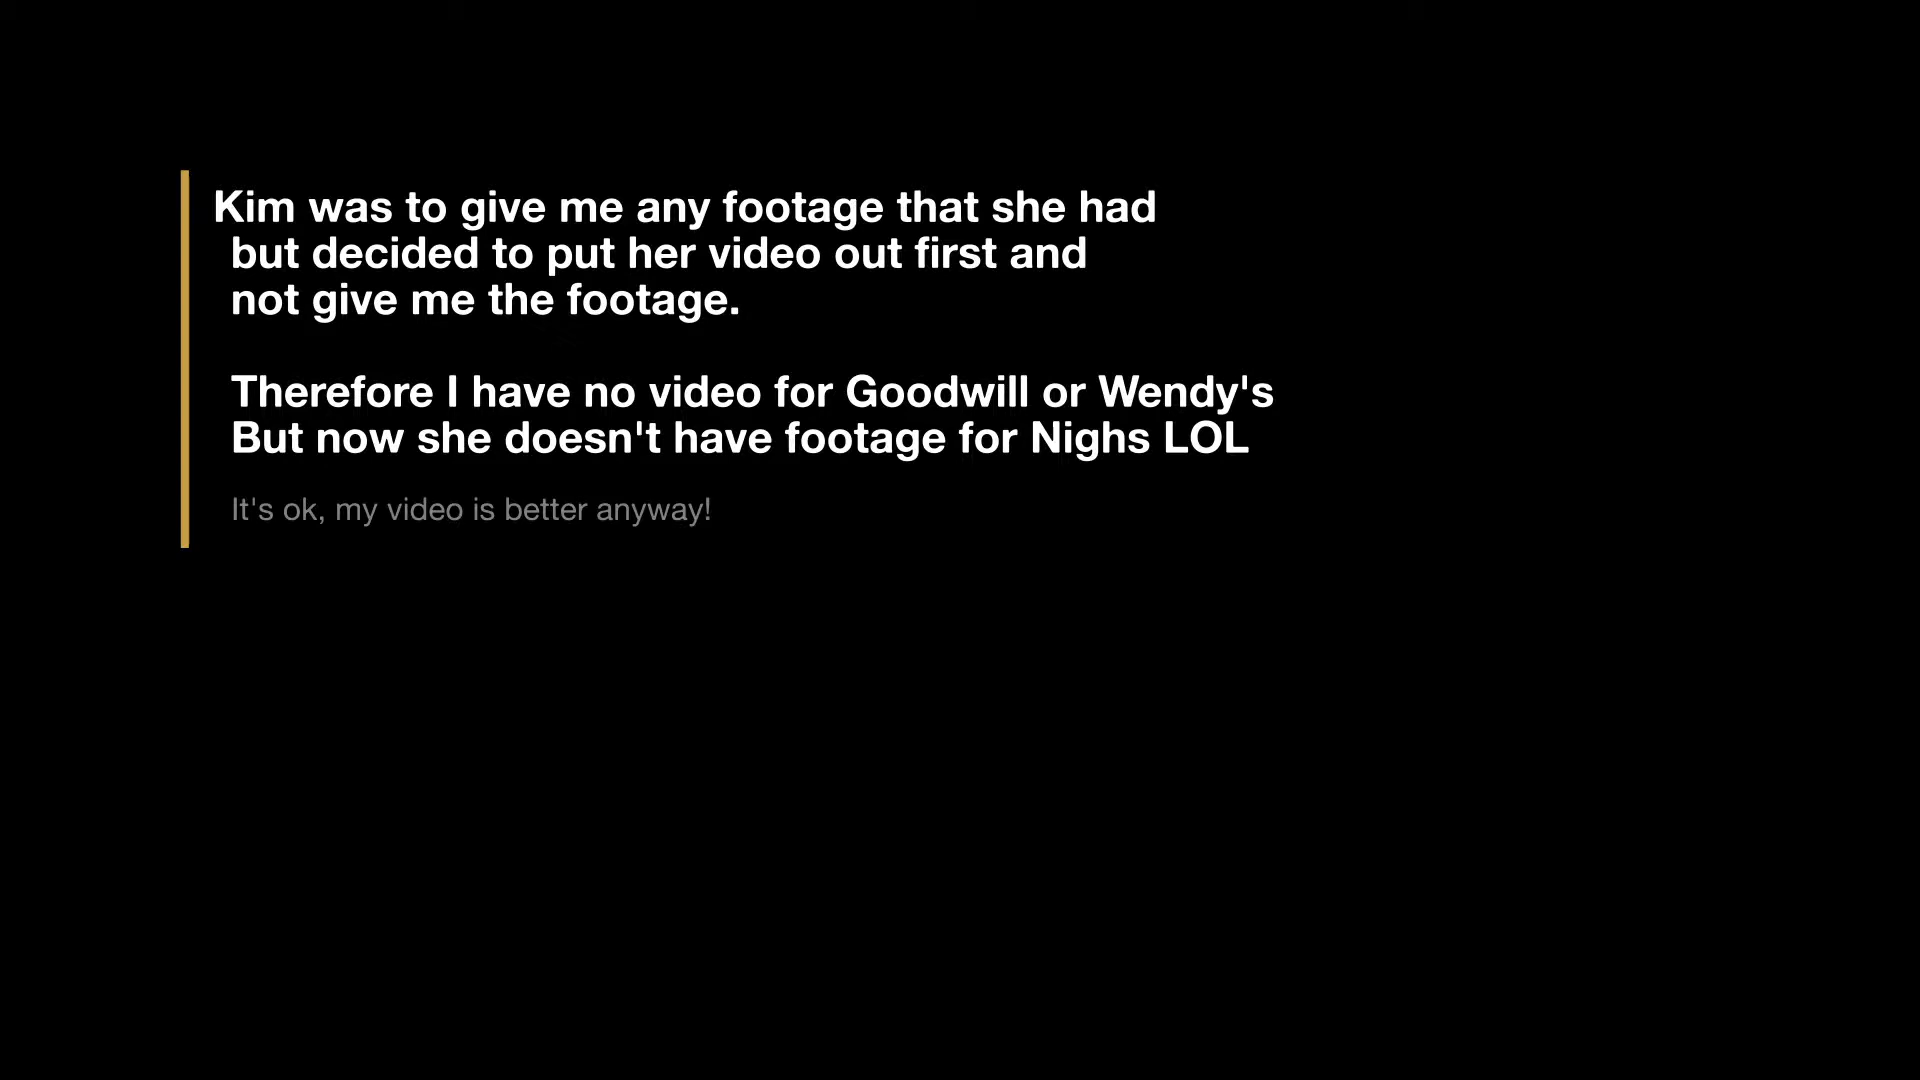 Kim was to give me any footage that she had
but decided to put her video out first and
not give me the footage.
Therefore I have no video for Goodwill or Wendy's
But now she doesn't have footage for Nighs LOL
It's ok, my video is better anyway!